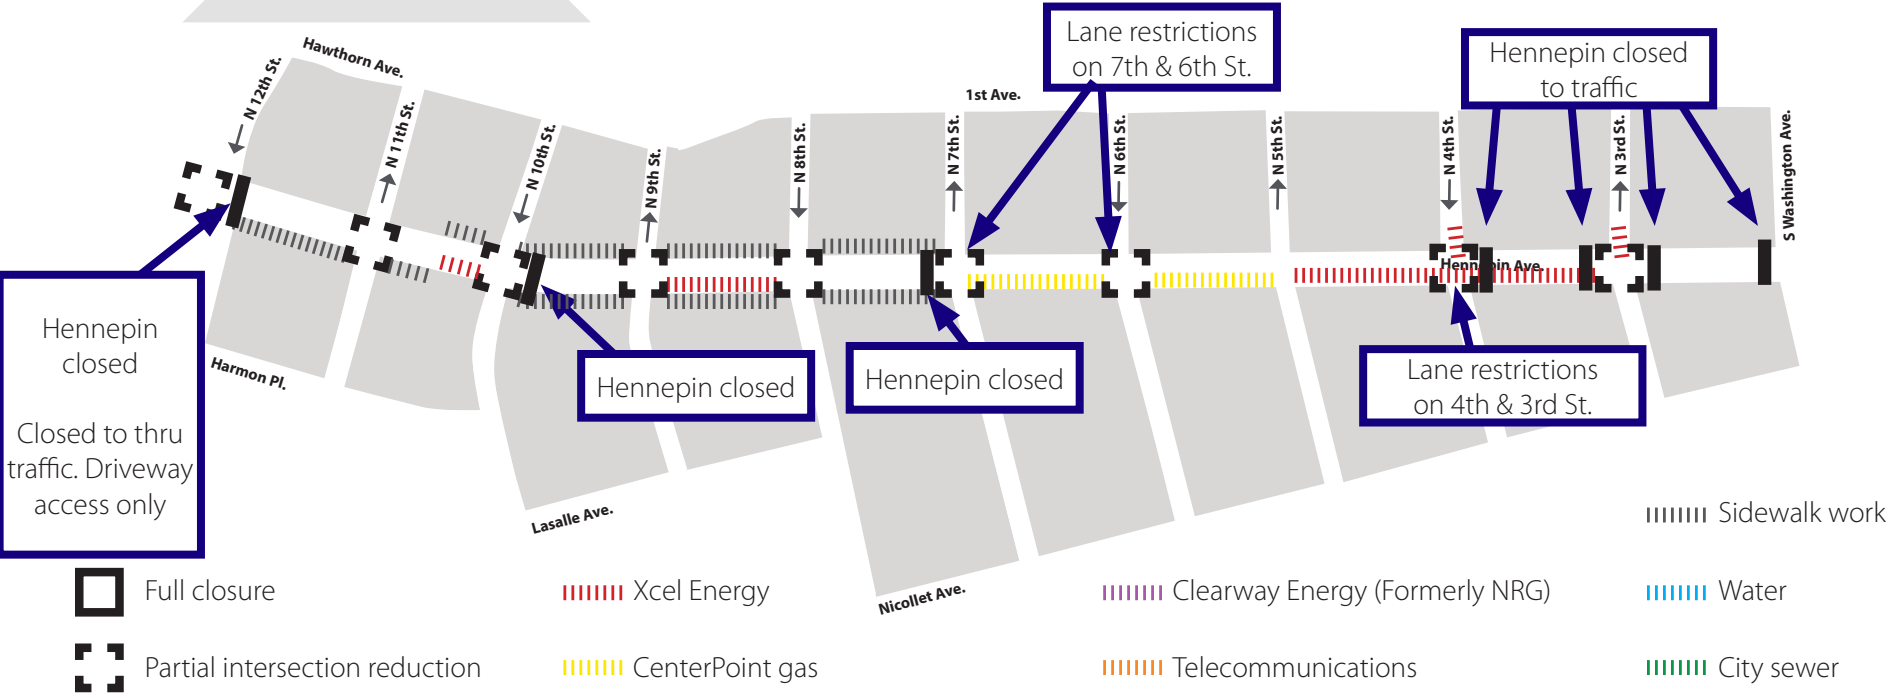 Lane restrictions
on 7th & 6th St.
Hennepin closed
to traffic
Hawthorn Ave.
1st Ave.
N 12th St.
N 11th St.
N 10th St.
N 9th St.
N 8th St.
N 7th St.
N 6th St.
N 5th St.
N 4th St.
N 3rd St.
S Washington Ave.
Hennepin Ave.
Hennepin
closed
Closed to thru
traffic. Driveway
access only
Harmon Pl.
Hennepin closed
Hennepin closed
Lane restrictions
on 4th & 3rd St.
Lasalle Ave.
Nicollet Ave.
Sidewalk work
Full closure
Xcel Energy
Clearway Energy (Formerly NRG)
Water
Partial intersection reduction
CenterPoint gas
Telecommunications
City sewer